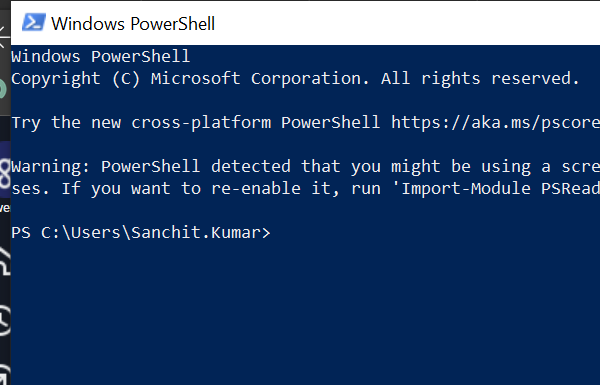 Windows PowerShell
Windows PowerShell
Copyright (C) Microsoft Corporation. All rights reserved.
Try the new cross-platform PowerShell https://aka.ms/pscore
Warning: PowerShell detected that you might be using a scre
ses. If you want to re-enable it, run 'Import-Module PSRead
PS C:\Users\Sanchit.Kumar>